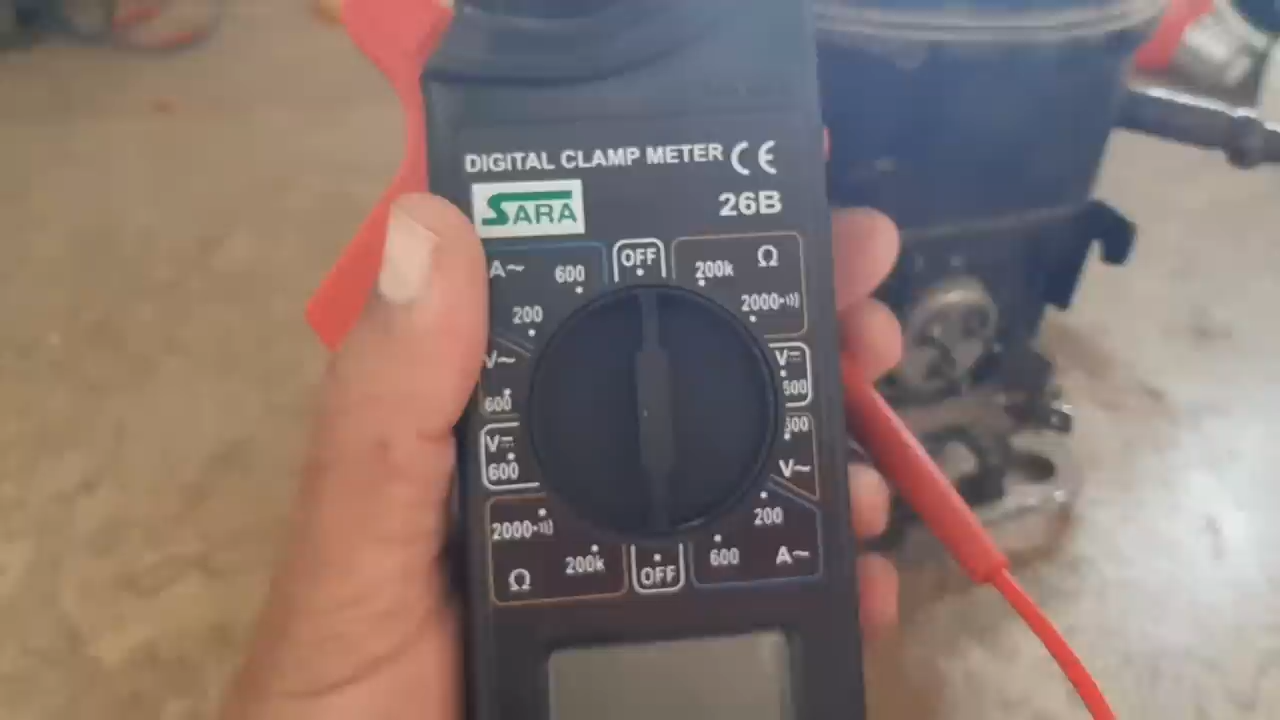 DIGITAL CLAMP METER CE
SARA
26B
OFF
A~ 600
200k Ω
200
2000•))
V~
600
V⎓
500
V⎓
600
500
V~
2000•))
200k
Ω
200
600
A~
OFF